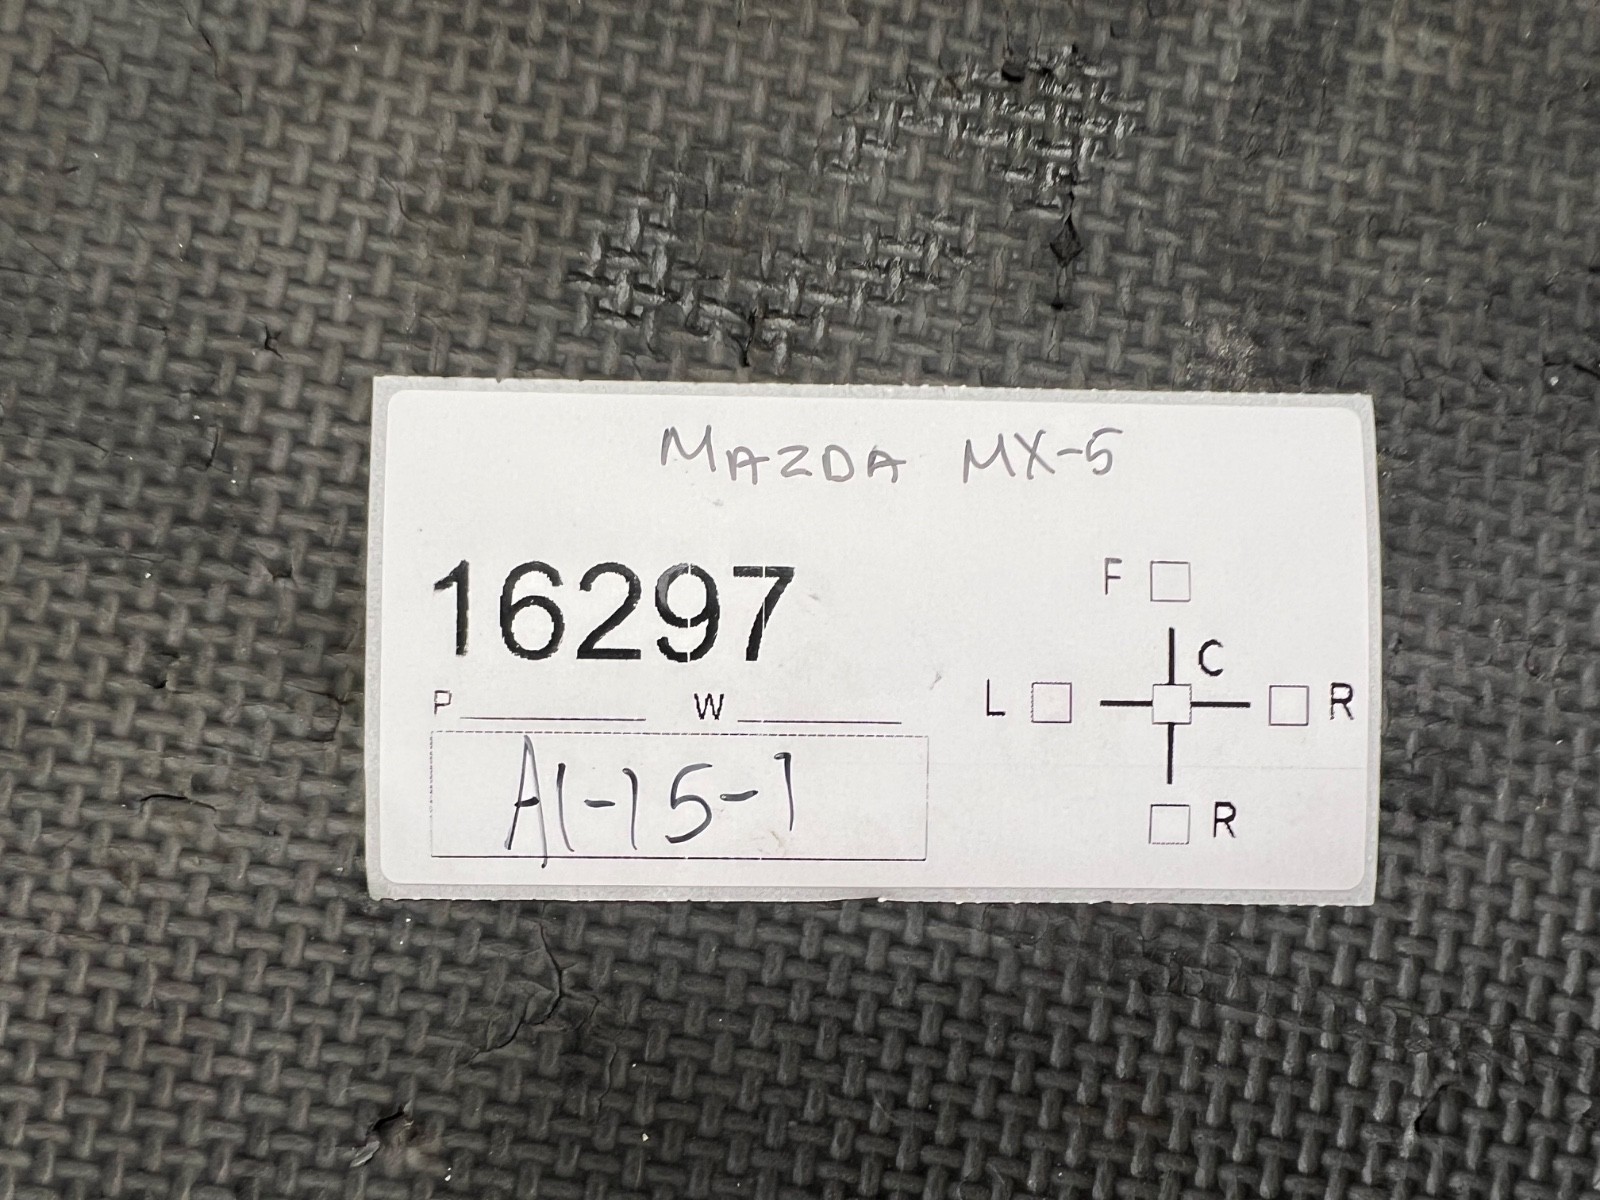 MAZDA MX-5
16297
P W
A1-15-1
F
C
L R
R